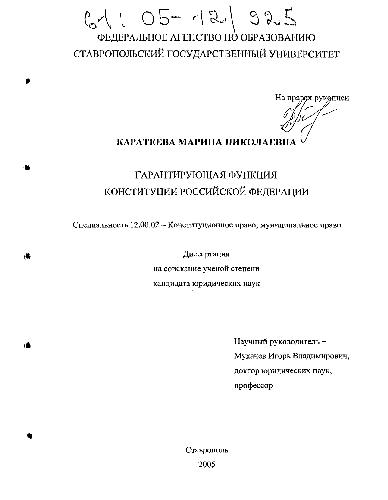 61: 05-12/925
ФЕДЕРАЛЬНОЕ АГЕНТСТВО ПО ОБРАЗОВАНИЮ
СТАВРОПОЛЬСКИЙ ГОСУДАРСТВЕННЫЙ УНИВЕРСИТЕТ
На правах рукописи
КАРАТЕЕВА МАРИНА НИКОЛАЕВНА
ГАРАНТИРУЮЩАЯ ФУНКЦИЯ
КОНСТИТУЦИИ РОССИЙСКОЙ ФЕДЕРАЦИИ
Специальность 12.00.02 – Конституционное право, муниципальное право
Диссертация
на соискание ученой степени
кандидата юридических наук
Научный руководитель –
Мухачев Игорь Владимирович,
доктор юридических наук,
профессор
Ставрополь
2005